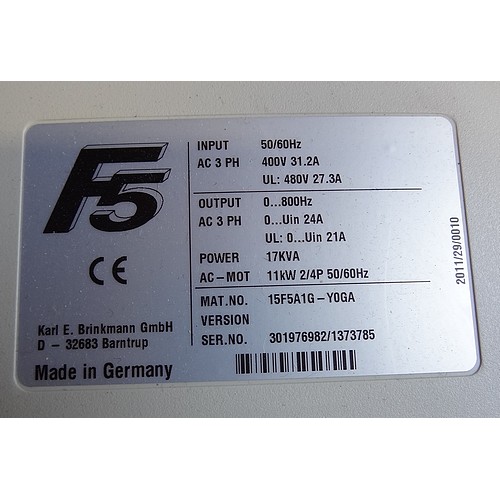 F5
CE
Karl E. Brinkmann GmbH
D – 32683 Barntrup
Made in Germany
INPUT 50/60Hz
AC 3 PH 400V 31.2A
UL: 480V 27.3A
OUTPUT 0...800Hz
AC 3 PH 0...Uin 24A
UL: 0...Uin 21A
POWER 17KVA
AC–MOT 11kW 2/4P 50/60Hz
MAT.NO. 15F5A1G–Y0GA
VERSION
SER.NO. 301976982/1373785
2011/29/0010